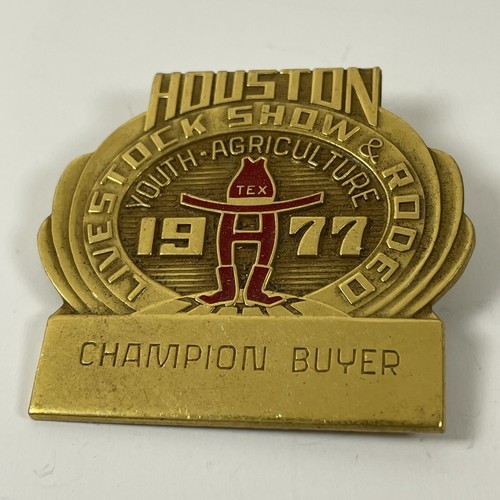 HOUSTON
LIVESTOCK SHOW & RODEO
YOUTH-AGRICULTURE
TEX
19 H 77
CHAMPION BUYER